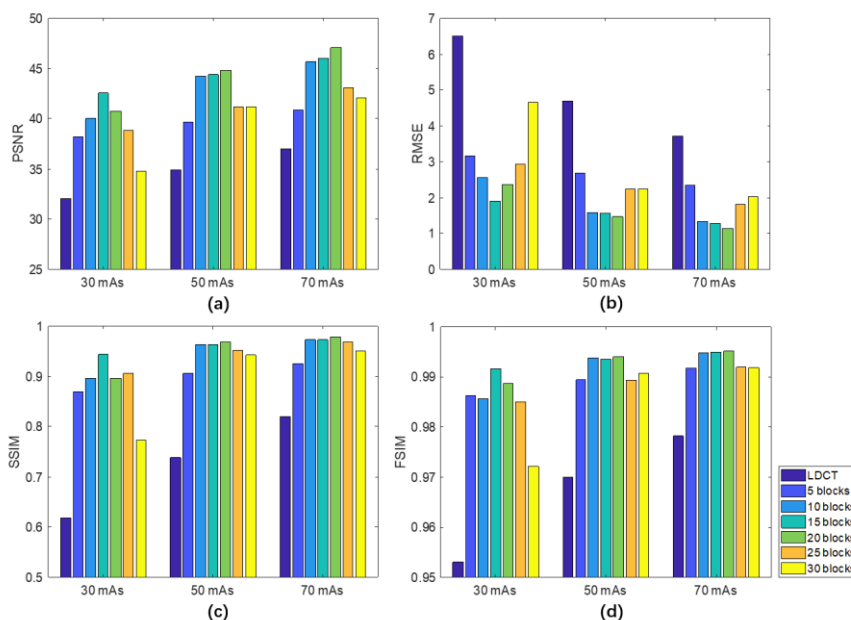 50
45
40
35
30
25
PSNR
30 mAs 50 mAs 70 mAs
(a)
7
6
5
4
3
2
1
0
RMSE
30 mAs 50 mAs 70 mAs
(b)
1
0.9
0.8
0.7
0.6
0.5
SSIM
30 mAs 50 mAs 70 mAs
(c)
1
0.99
0.98
0.97
0.96
0.95
FSIM
30 mAs 50 mAs 70 mAs
(d)
LDCT
5 blocks
10 blocks
15 blocks
20 blocks
25 blocks
30 blocks